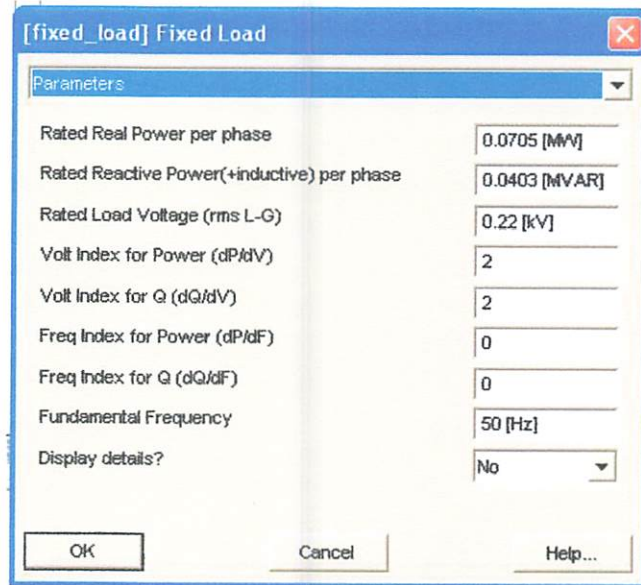 [fixed_load] Fixed Load
Parameters
Rated Real Power per phase 0.0705 [MW]
Rated Reactive Power(+inductive) per phase 0.0403 [MVAR]
Rated Load Voltage (rms L-G) 0.22 [kV]
Volt Index for Power (dP/dV) 2
Volt Index for Q (dQ/dV) 2
Freq Index for Power (dP/dF) 0
Freq Index for Q (dQ/dF) 0
Fundamental Frequency 50 [Hz]
Display details? No
OK Cancel Help...